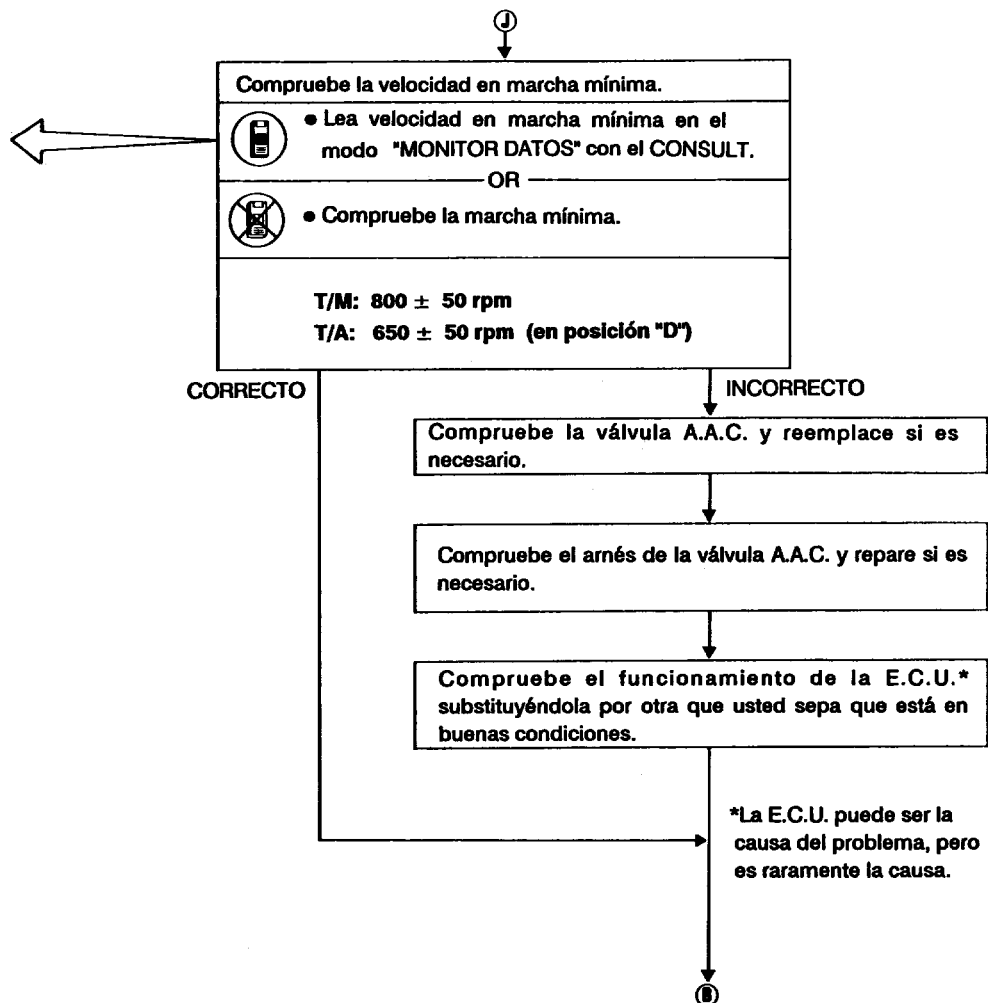 J
Compruebe la velocidad en marcha mínima.
● Lea velocidad en marcha mínima en el
modo "MONITOR DATOS" con el CONSULT.
OR
● Compruebe la marcha mínima.
T/M: 800 ± 50 rpm
T/A: 650 ± 50 rpm (en posición "D")
CORRECTO
INCORRECTO
Compruebe la válvula A.A.C. y reemplace si es
necesario.
Compruebe el arnés de la válvula A.A.C. y repare si es
necesario.
Compruebe el funcionamiento de la E.C.U.*
substituyéndola por otra que usted sepa que está en
buenas condiciones.
*La E.C.U. puede ser la
causa del problema, pero
es raramente la causa.
B